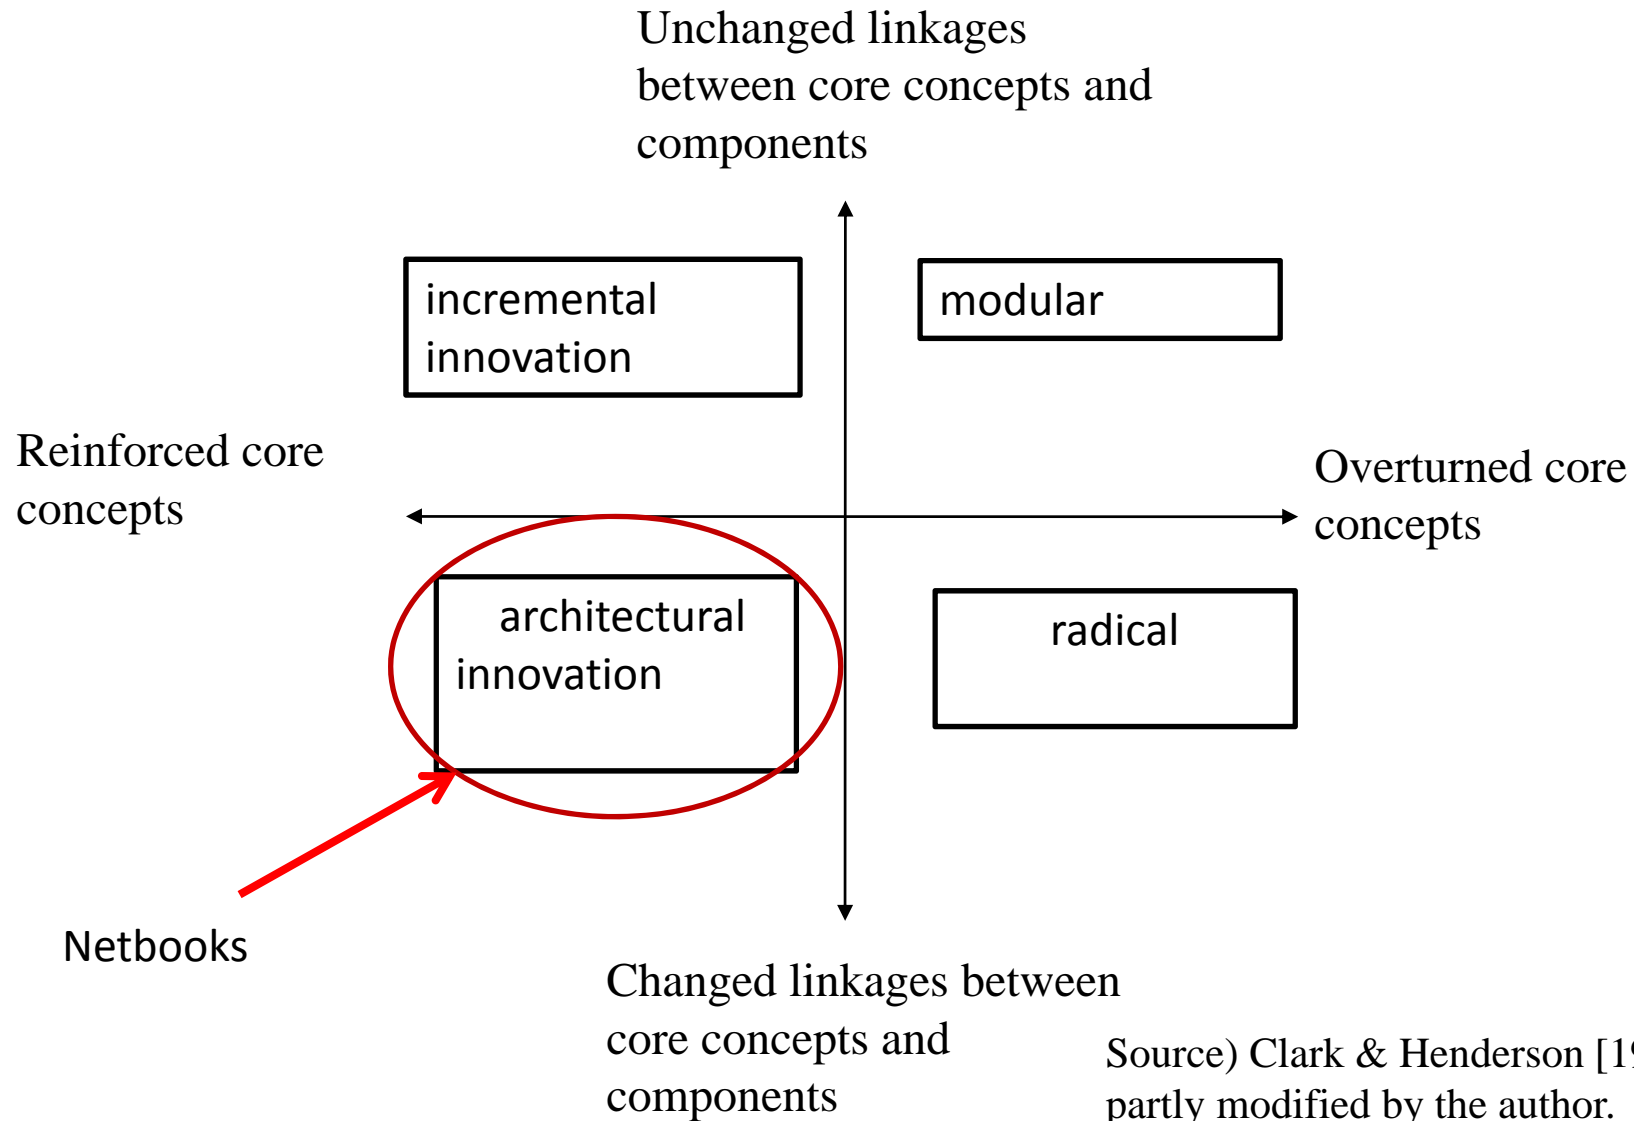 Unchanged linkages
between core concepts and
components
incremental
innovation
modular
Reinforced core
concepts
Overturned core
concepts
architectural
innovation
radical
Netbooks
Changed linkages between
core concepts and
components
Source) Clark & Henderson
partly modified by the author.